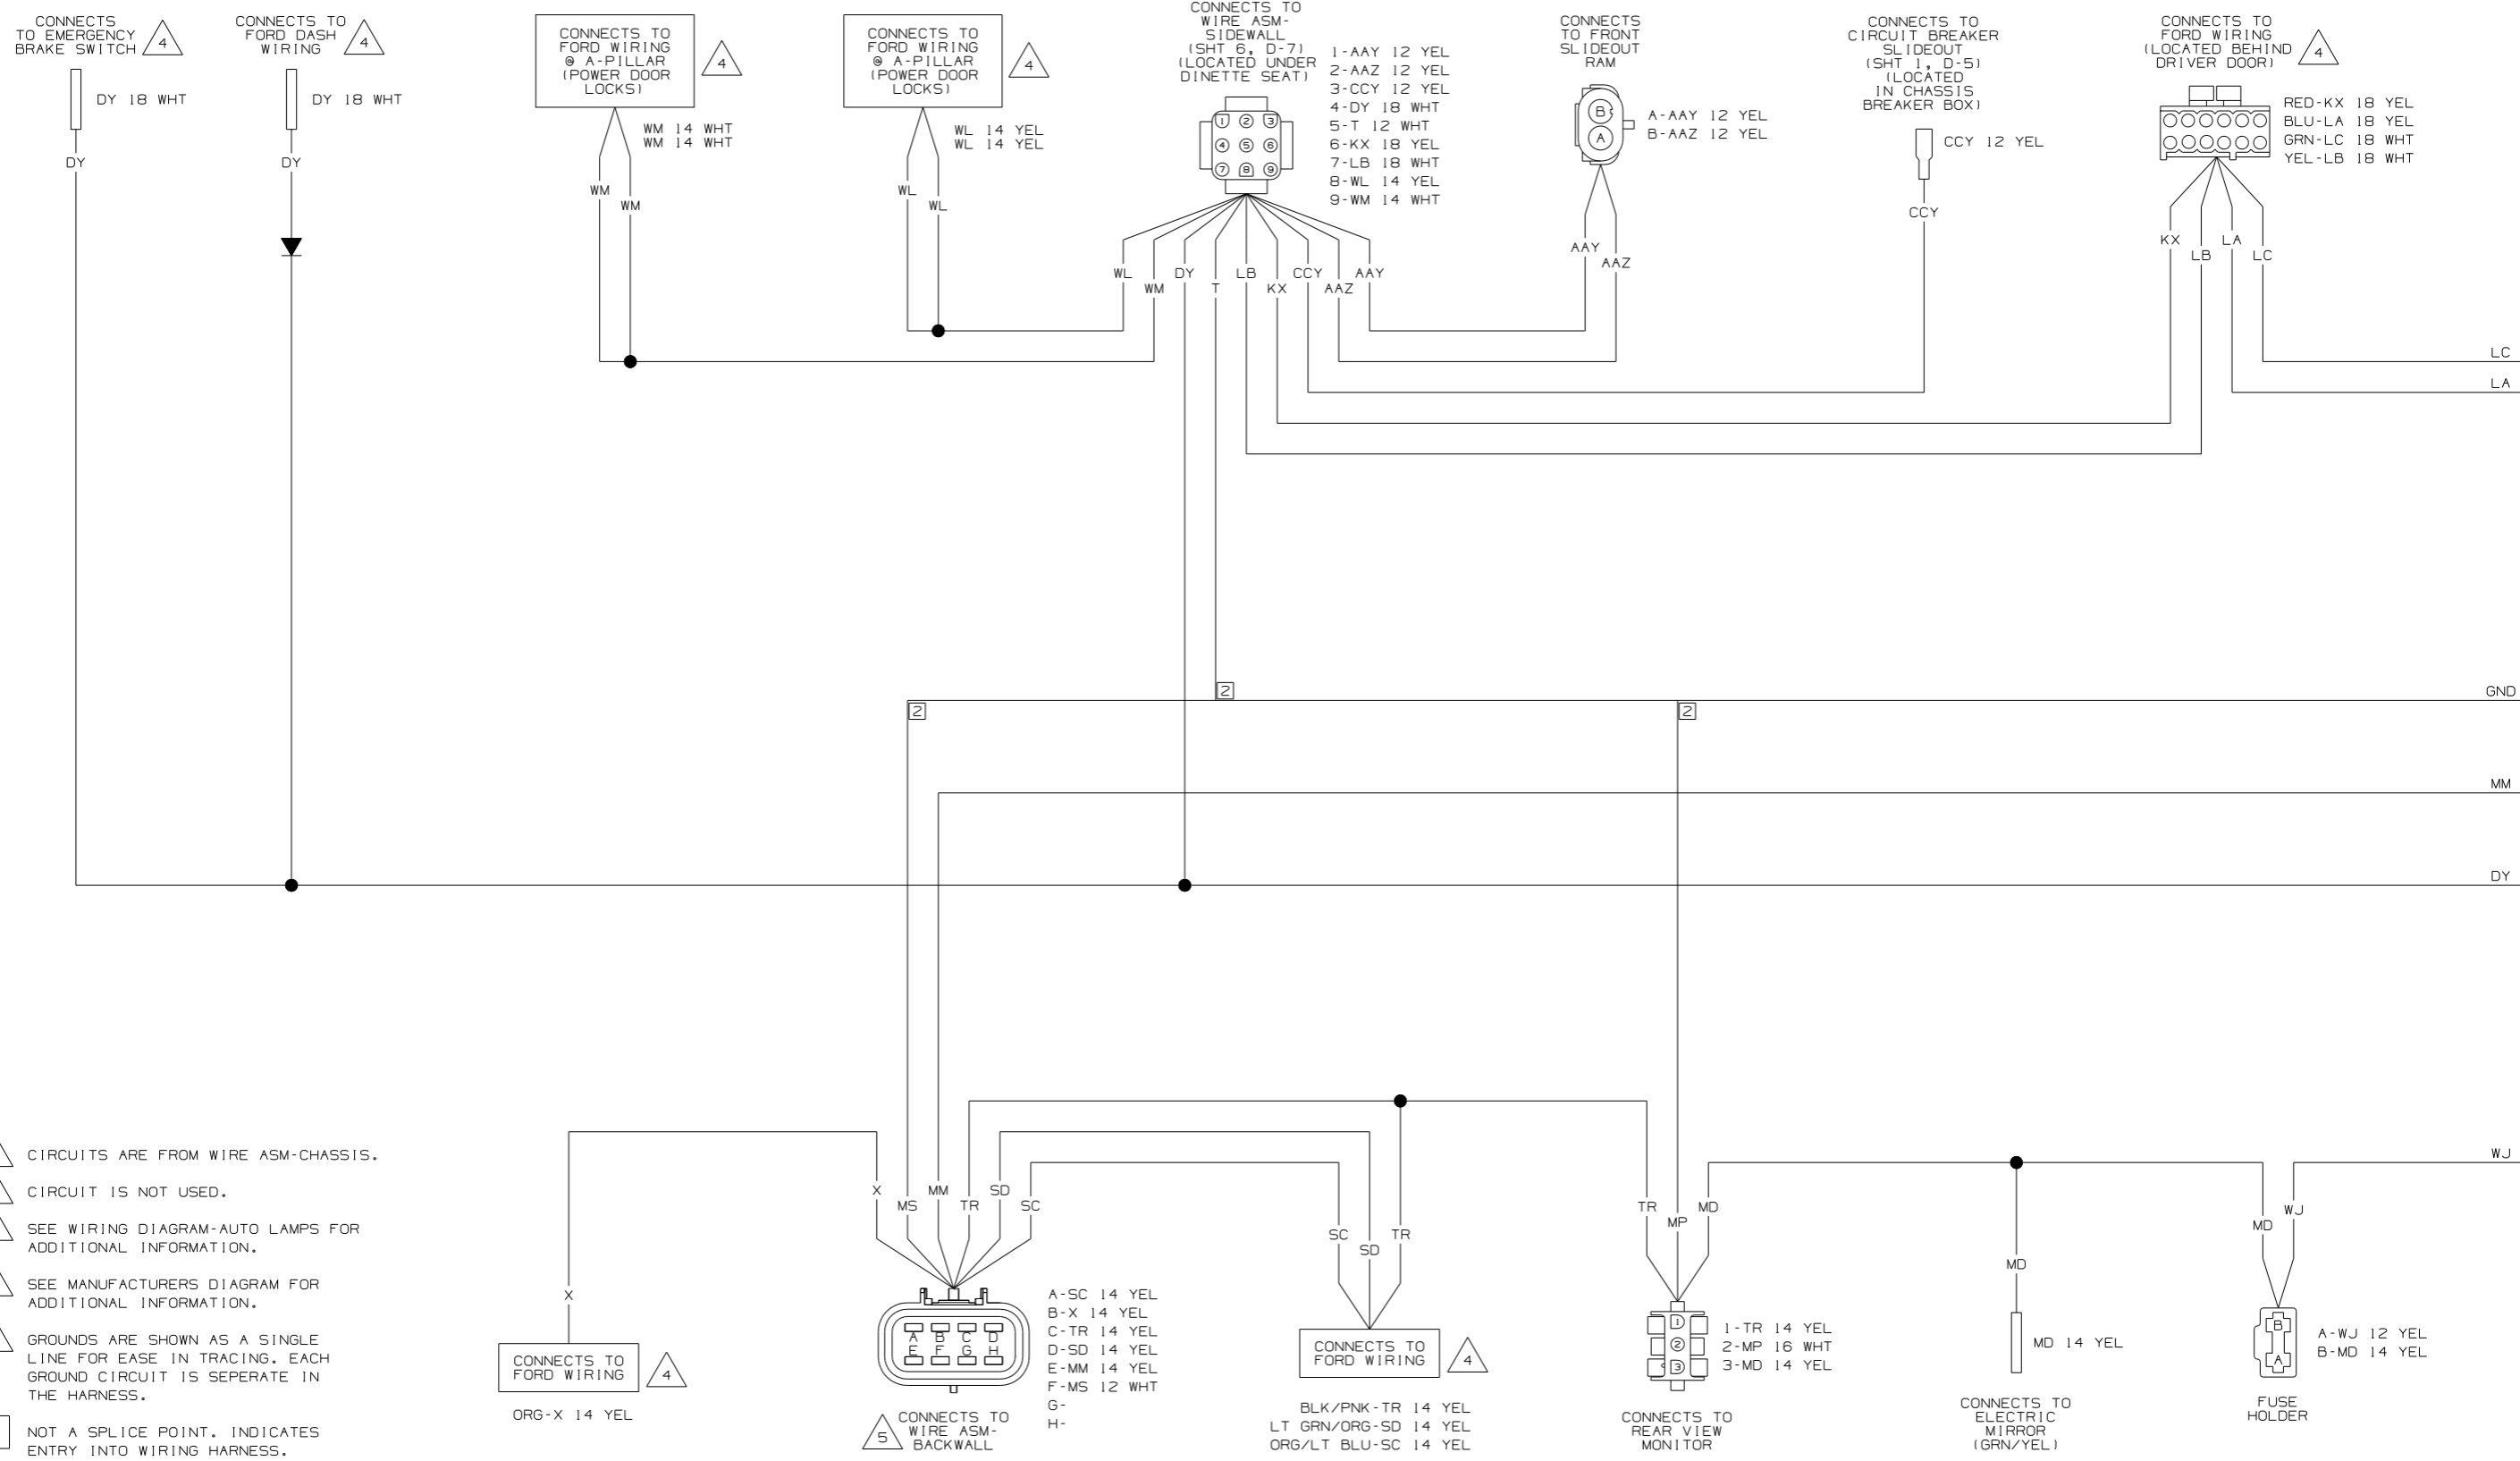 CONNECTS
TO EMERGENCY
BRAKE SWITCH
4
DY 18 WHT
DY
CONNECTS TO
FORD DASH
WIRING
4
DY 18 WHT
DY
CONNECTS TO
FORD WIRING
@ A-PILLAR
(POWER DOOR
LOCKS)
4
WM 14 WHT
WM 14 WHT
WM
WM
CONNECTS TO
FORD WIRING
@ A-PILLAR
(POWER DOOR
LOCKS)
4
WL 14 YEL
WL 14 YEL
WL
WL
CONNECTS TO
WIRE ASM-
SIDEWALL
(SHT 6, D-7)
(LOCATED UNDER
DINETTE SEAT)
1-AAY 12 YEL
2-AAZ 12 YEL
3-CCY 12 YEL
4-DY 18 WHT
5-T 12 WHT
6-KX 18 YEL
7-LB 18 WHT
8-WL 14 YEL
9-WM 14 WHT
1 2 3
4 5 6
7 8 9
WL
WM
DY
T
LB
KX
CCY
AAZ
AAY
CONNECTS
TO FRONT
SLIDEOUT
RAM
B
A
A-AAY 12 YEL
B-AAZ 12 YEL
AAY
AAZ
CONNECTS TO
CIRCUIT BREAKER
SLIDEOUT
(SHT 1, D-5)
(LOCATED
IN CHASSIS
BREAKER BOX)
CCY 12 YEL
CCY
CONNECTS TO
FORD WIRING
(LOCATED BEHIND
DRIVER DOOR)
4
RED-KX 18 YEL
BLU-LA 18 YEL
GRN-LC 18 WHT
YEL-LB 18 WHT
KX
LB
LA
LC
LC
LA
2
2
2
GND
MM
DY
CIRCUITS ARE FROM WIRE ASM-CHASSIS.
CIRCUIT IS NOT USED.
SEE WIRING DIAGRAM-AUTO LAMPS FOR
ADDITIONAL INFORMATION.
SEE MANUFACTURERS DIAGRAM FOR
ADDITIONAL INFORMATION.
GROUNDS ARE SHOWN AS A SINGLE
LINE FOR EASE IN TRACING. EACH
GROUND CIRCUIT IS SEPERATE IN
THE HARNESS.
NOT A SPLICE POINT. INDICATES
ENTRY INTO WIRING HARNESS.
X
CONNECTS TO
FORD WIRING
4
ORG-X 14 YEL
X
MS
MM
TR
SD
SC
A B C D
E F G H
A-SC 14 YEL
B-X 14 YEL
C-TR 14 YEL
D-SD 14 YEL
E-MM 14 YEL
F-MS 12 WHT
G-
H-
5
CONNECTS TO
WIRE ASM-
BACKWALL
SC
SD
TR
CONNECTS TO
FORD WIRING
4
BLK/PNK-TR 14 YEL
LT GRN/ORG-SD 14 YEL
ORG/LT BLU-SC 14 YEL
TR
MP
MD
1
2
3
1-TR 14 YEL
2-MP 16 WHT
3-MD 14 YEL
CONNECTS TO
REAR VIEW
MONITOR
MD
MD 14 YEL
CONNECTS TO
ELECTRIC
MIRROR
(GRN/YEL)
MD
WJ
WJ
B
A
A-WJ 12 YEL
B-MD 14 YEL
FUSE
HOLDER